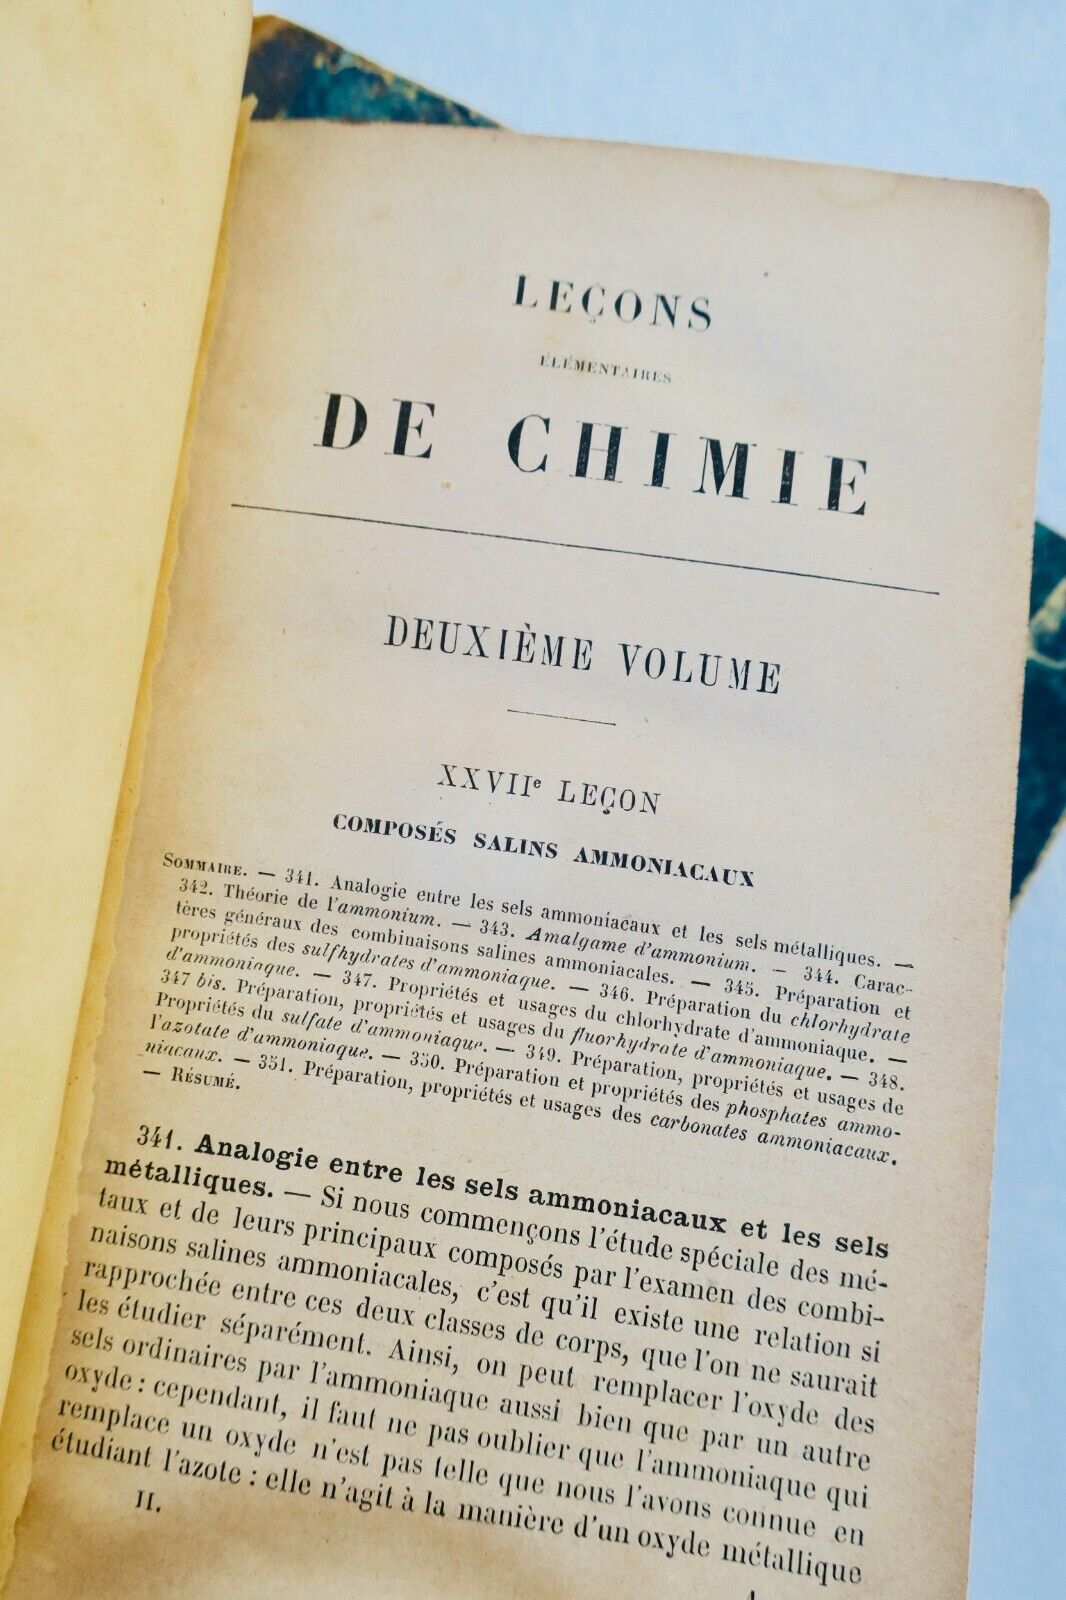 LEÇONS
ÉLÉMENTAIRES
DE CHIMIE
DEUXIÈME VOLUME
XXVIIe LEÇON
COMPOSÉS SALINS AMMONIACAUX
SOMMAIRE. — 341. Analogie entre les sels ammoniacaux et les sels métalliques. —
342. Théorie de l'ammonium. — 343. Amalgame d'ammonium. — 344. Carac-
tères généraux des combinaisons salines ammoniacales. — 345. Préparation et
propriétés des sulfhydrates d'ammoniaque. — 346. Préparation du chlorhydrate
d'ammoniaque. — 347. Propriétés et usages du chlorhydrate d'ammoniaque. —
347 bis. Préparation, propriétés et usages du fluorhydrate d'ammoniaque. — 348.
Propriétés du sulfate d'ammoniaque. — 349. Préparation, propriétés et usages de
l'azotate d'ammoniaque. — 350. Préparation et propriétés des phosphates ammo-
niacaux. — 351. Préparation, propriétés et usages des carbonates ammoniacaux.
— RÉSUMÉ.
341. Analogie entre les sels ammoniacaux et les sels
métalliques. — Si nous commençons l'étude spéciale des mé-
taux et de leurs principaux composés par l'examen des combi-
naisons salines ammoniacales, c'est qu'il existe une relation si
rapprochée entre ces deux classes de corps, que l'on ne saurait
les étudier séparément. Ainsi, on peut remplacer l'oxyde des
sels ordinaires par l'ammoniaque aussi bien que par un autre
oxyde : cependant, il faut ne pas oublier que l'ammoniaque qui
remplace un oxyde n'est pas telle que nous l'avons connue en
étudiant l'azote : elle n'agit à la manière d'un oxyde métallique
II.